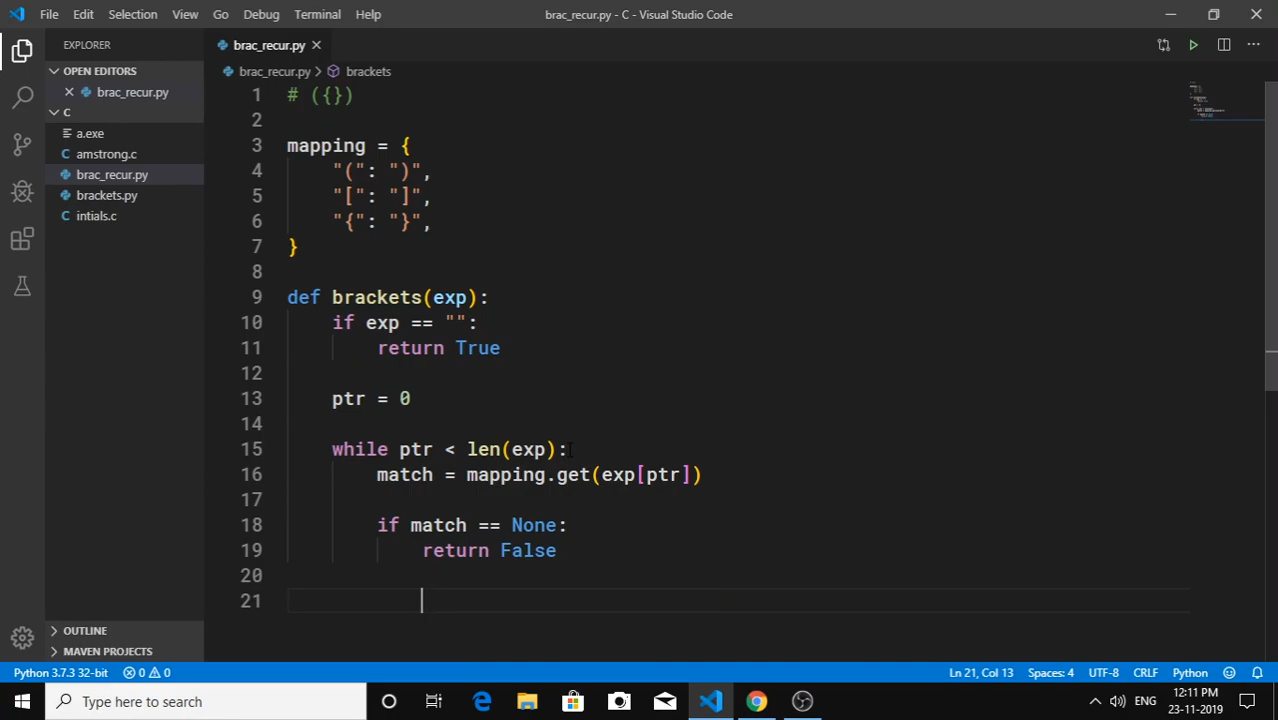 File Edit Selection View Go Debug Terminal Help brac_recur.py - C - Visual Studio Code
EXPLORER
OPEN EDITORS
brac_recur.py
C
a.exe
amstrong.c
brac_recur.py
brackets.py
intials.c
OUTLINE
MAVEN PROJECTS
brac_recur.py
brac_recur.py > brackets
1 # ({})
2
3 mapping = {
4 "(": ")",
5 "[": "]",
6 "{": "}",
7 }
8
9 def brackets(exp):
10 if exp == "":
11 return True
12
13 ptr = 0
14
15 while ptr < len(exp):
16 match = mapping.get(exp[ptr])
17
18 if match == None:
19 return False
20
21
Python 3.7.3 32-bit 0 0 Ln 21, Col 13 Spaces: 4 UTF-8 CRLF Python
Type here to search
ENG
12:11 PM
23-11-2019